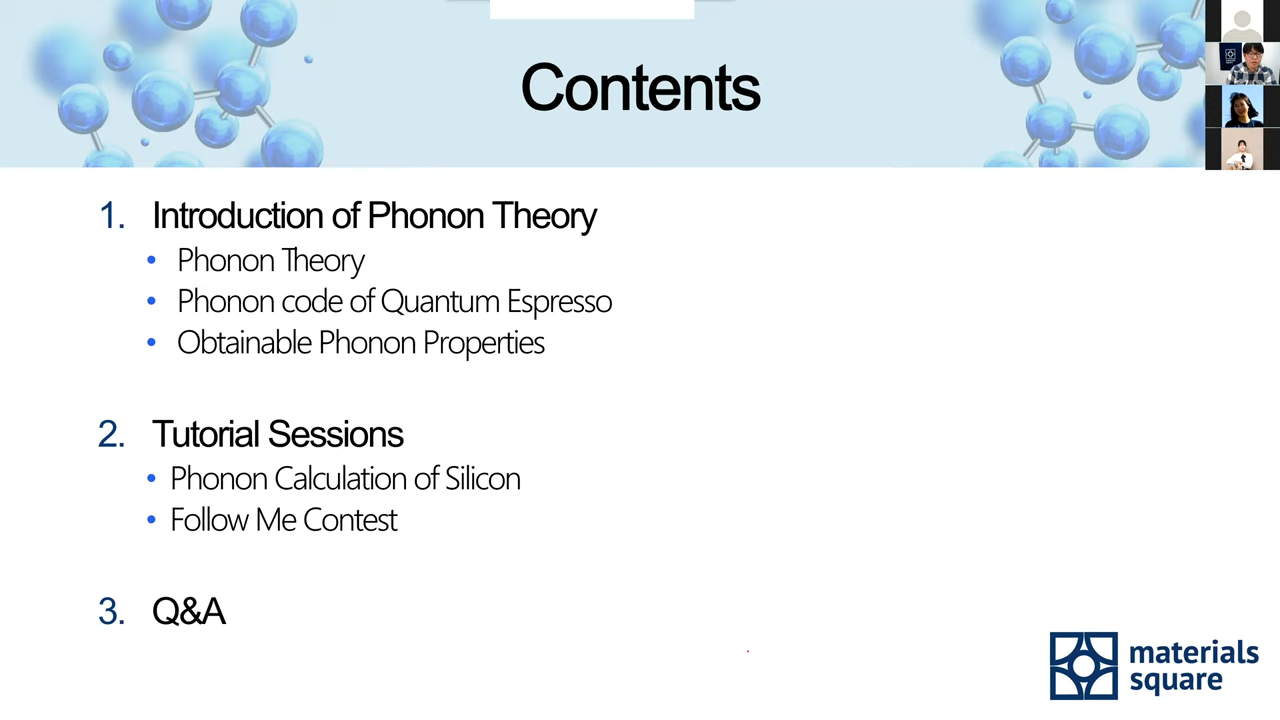 Contents
1. Introduction of Phonon Theory
• Phonon Theory
• Phonon code of Quantum Espresso
• Obtainable Phonon Properties
2. Tutorial Sessions
• Phonon Calculation of Silicon
• Follow Me Contest
3. Q&A
materials
square